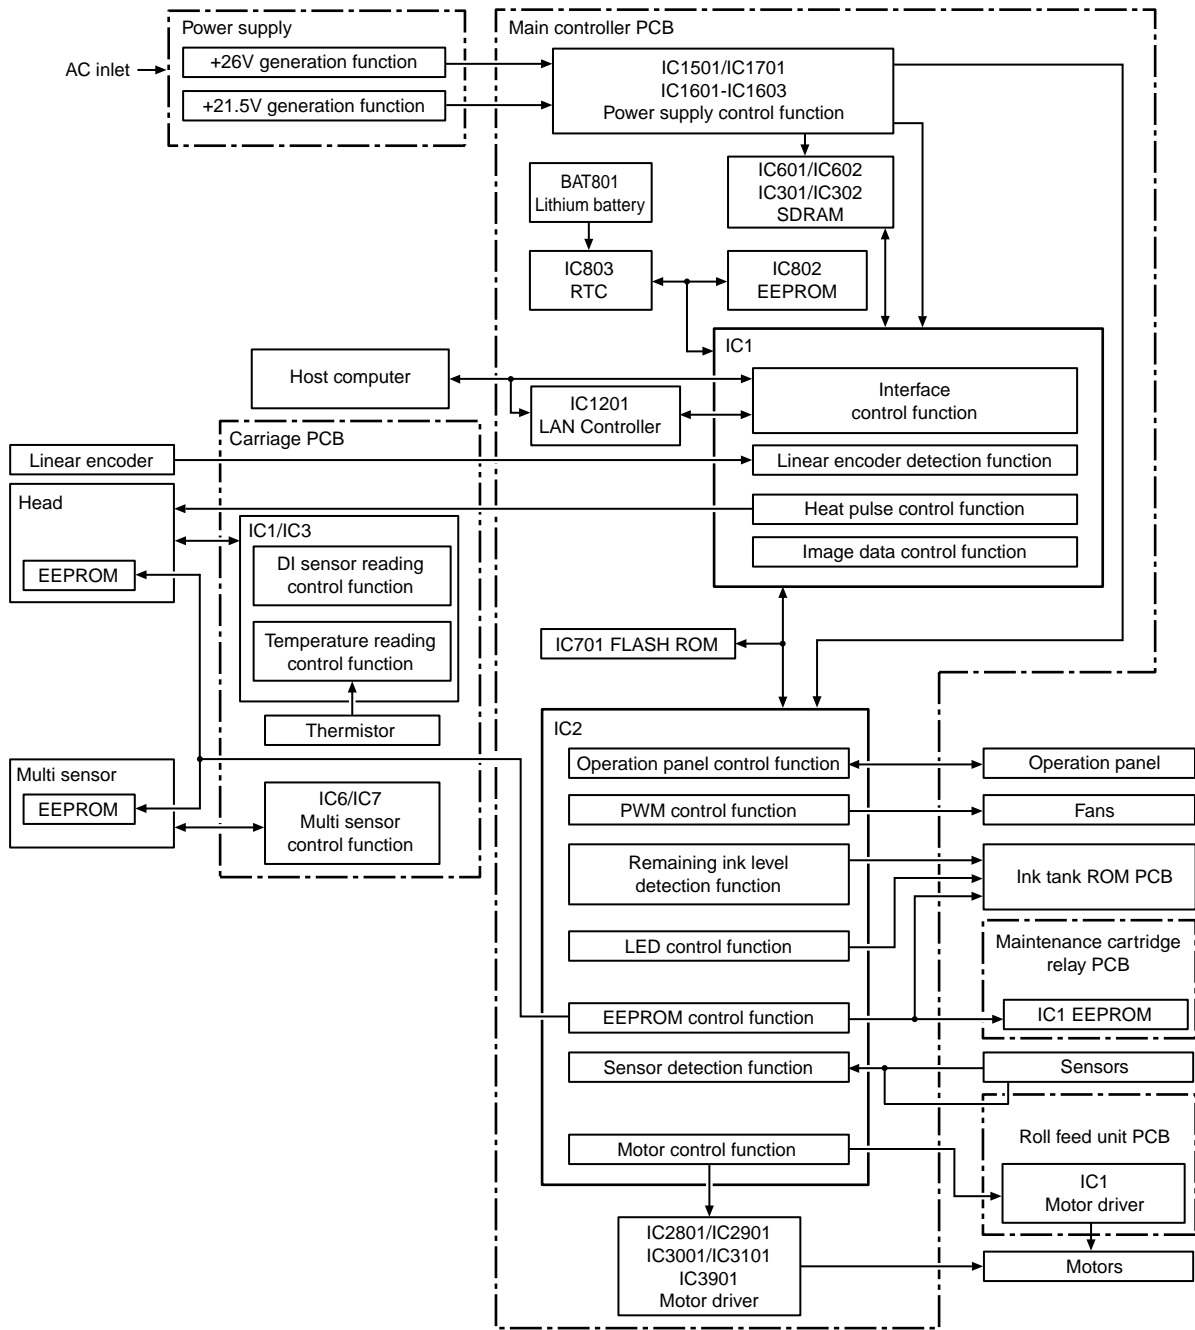 Power supply
+26V generation function
AC inlet
+21.5V generation function
Main controller PCB
IC1501/IC1701
IC1601-IC1603
Power supply control function
BAT801
Lithium battery
IC601/IC602
IC301/IC302
SDRAM
IC803
RTC
IC802
EEPROM
IC1
Host computer
Interface
control function
IC1201
LAN Controller
Carriage PCB
Linear encoder
Linear encoder detection function
Head
Heat pulse control function
IC1/IC3
Image data control function
DI sensor reading
control function
EEPROM
Temperature reading
control function
IC701 FLASH ROM
Thermistor
IC2
Multi sensor
EEPROM
IC6/IC7
Multi sensor
control function
Operation panel control function
Operation panel
PWM control function
Fans
Remaining ink level
detection function
Ink tank ROM PCB
LED control function
Maintenance cartridge
relay PCB
EEPROM control function
IC1 EEPROM
Sensor detection function
Sensors
Motor control function
Roll feed unit PCB
IC1
Motor driver
IC2801/IC2901
IC3001/IC3101
IC3901
Motor driver
Motors